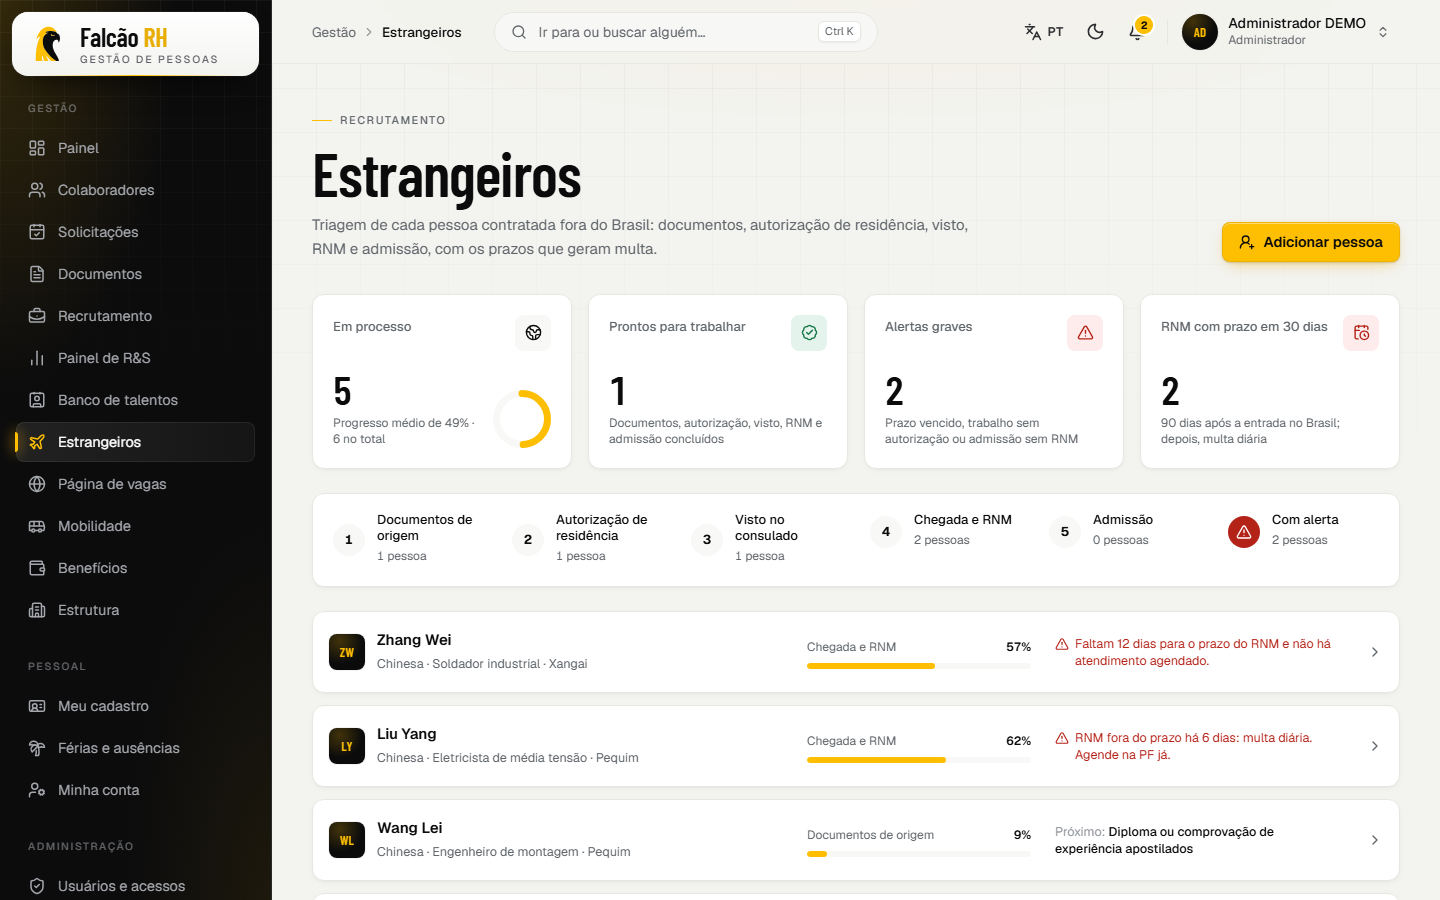 Falcão RH
GESTÃO DE PESSOAS
GESTÃO
Painel
Colaboradores
Solicitações
Documentos
Recrutamento
Painel de R&S
Banco de talentos
Estrangeiros
Página de vagas
Mobilidade
Benefícios
Estrutura
PESSOAL
Meu cadastro
Férias e ausências
Minha conta
ADMINISTRAÇÃO
Usuários e acessos
Gestão
Estrangeiros
Ir para ou buscar alguém...
Ctrl K
PT
2
AD
Administrador DEMO
Administrador
RECRUTAMENTO
Estrangeiros
Triagem de cada pessoa contratada fora do Brasil: documentos, autorização de residência, visto,
RNM e admissão, com os prazos que geram multa.
Adicionar pessoa
Em processo
5
Progresso médio de 49% ·
6 no total
Prontos para trabalhar
1
Documentos, autorização, visto, RNM e
admissão concluídos
Alertas graves
2
Prazo vencido, trabalho sem
autorização ou admissão sem RNM
RNM com prazo em 30 dias
2
90 dias após a entrada no Brasil;
depois, multa diária
1
Documentos de
origem
1 pessoa
2
Autorização de
residência
1 pessoa
3
Visto no
consulado
1 pessoa
4
Chegada e RNM
2 pessoas
5
Admissão
0 pessoas
Com alerta
2 pessoas
ZW
Zhang Wei
Chinesa · Soldador industrial · Xangai
Chegada e RNM
57%
Faltam 12 dias para o prazo do RNM e não há
atendimento agendado.
LY
Liu Yang
Chinesa · Eletricista de média tensão · Pequim
Chegada e RNM
62%
RNM fora do prazo há 6 dias: multa diária.
Agende na PF já.
WL
Wang Lei
Chinesa · Engenheiro de montagem · Pequim
Documentos de origem
9%
Próximo: Diploma ou comprovação de
experiência apostilados